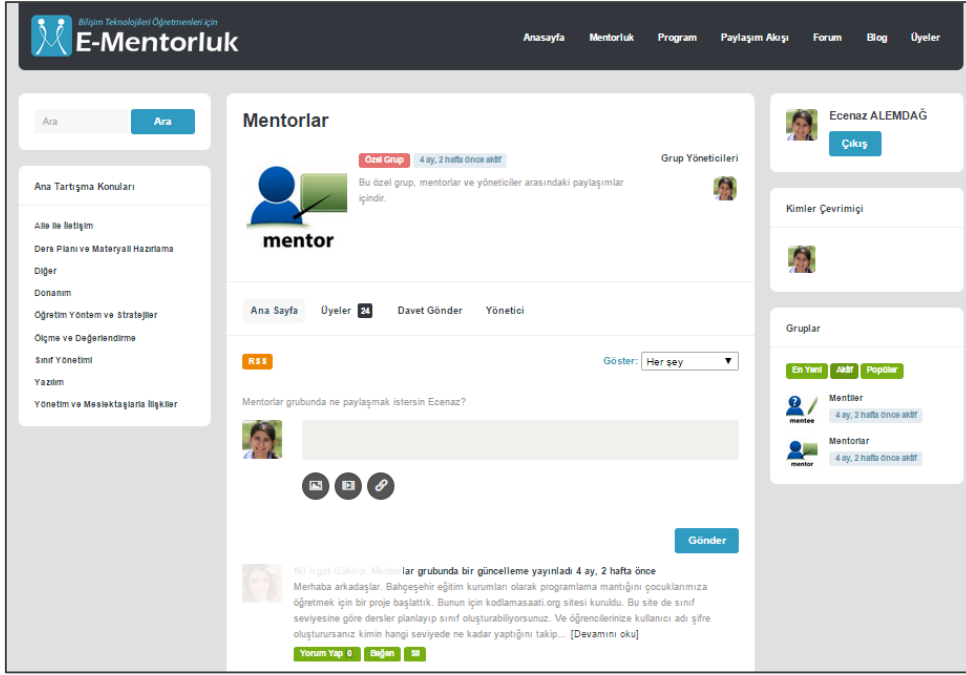 Bilişim Teknolojileri Öğretmenleri için
E-Mentorluk
Anasayfa Mentorluk Program Paylaşım Akışı Forum Blog Üyeler
Ara Ara
Ana Tartışma Konuları
Aile ile İletişim
Ders Planı ve Materyali Hazırlama
Diğer
Donanım
Öğretim Yöntem ve Stratejiler
Ölçme ve Değerlendirme
Sınıf Yönetimi
Yazılım
Yönetim ve Meslektaşlarla İlişkiler
Mentorlar
Özel Grup 4 ay, 2 hafta önce aktif
Bu özel grup, mentorlar ve yöneticiler arasındaki paylaşımlar
içindir.
mentor
Grup Yöneticileri
Ana Sayfa Üyeler 24 Davet Gönder Yönetici
RSS
Göster: Her şey
Mentorlar grubunda ne paylaşmak istersin Ecenaz?
Gönder
Gökalp, Mentorlar grubunda bir güncelleme yayınladı 4 ay, 2 hafta önce
Merhaba arkadaşlar. Bahçeşehir eğitim kurumları olarak programlama mantığını çocuklarımıza
öğretmek için bir proje başlattık. Bunun için kodlamasaati.org sitesi kuruldu. Bu site de sınıf
seviyesine göre dersler planlayıp sınıf oluşturabiliyorsunuz. Ve öğrencilerinize kullanıcı adı şifre
oluşturursanız kimin hangi seviyede ne kadar yaptığını takip... [Devamını oku]
Yorum Yap 0 Beğen Sil
Ecenaz ALEMDAĞ
Çıkış
Kimler Çevrimiçi
Gruplar
En Yeni Aktif Popüler
mentee
Mentiler
4 ay, 2 hafta önce aktif
mentor
Mentorlar
4 ay, 2 hafta önce aktif